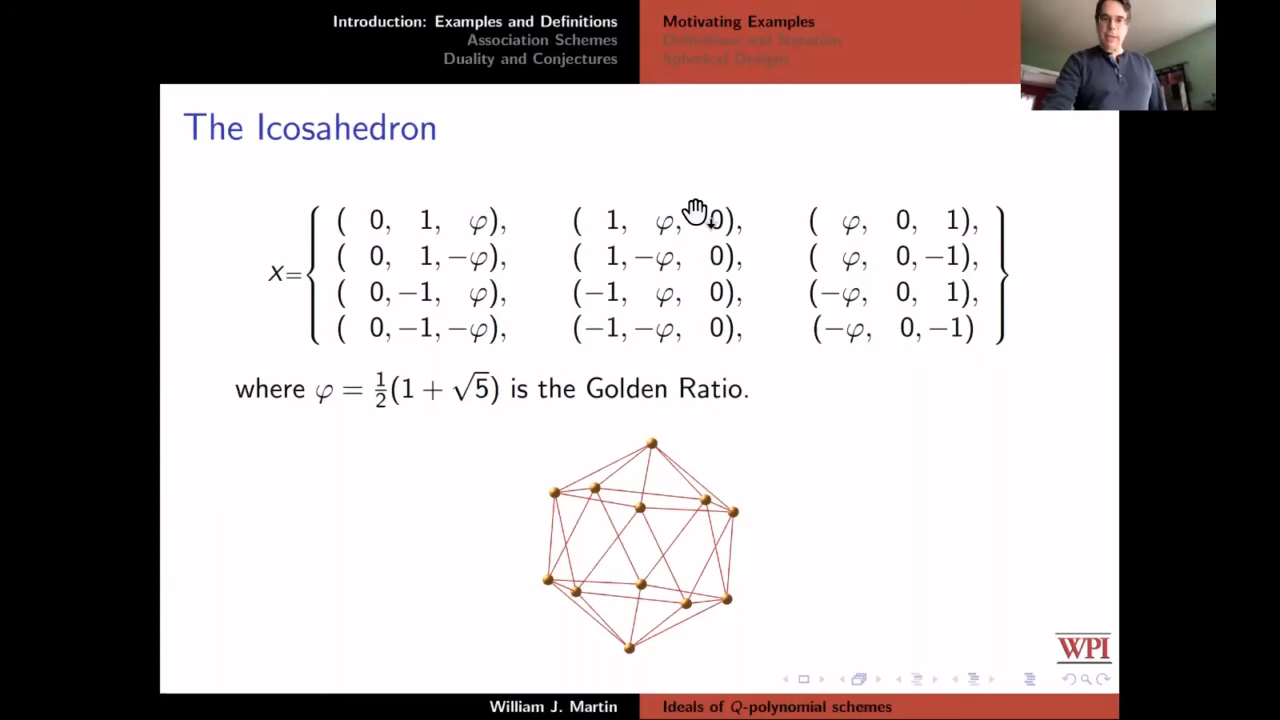 Introduction: Examples and Definitions
Association Schemes
Duality and Conjectures
Motivating Examples
Definitions and Notation
Spherical Designs
The Icosahedron
X= { ( 0, 1, φ), ( 1, φ, 0), ( φ, 0, 1),
( 0, 1, −φ), ( 1, −φ, 0), ( φ, 0, −1),
( 0, −1, φ), (−1, φ, 0), (−φ, 0, 1),
( 0, −1, −φ), (−1, −φ, 0), (−φ, 0, −1) }
where φ = ½(1 + √5) is the Golden Ratio.
WPI
William J. Martin
Ideals of Q-polynomial schemes